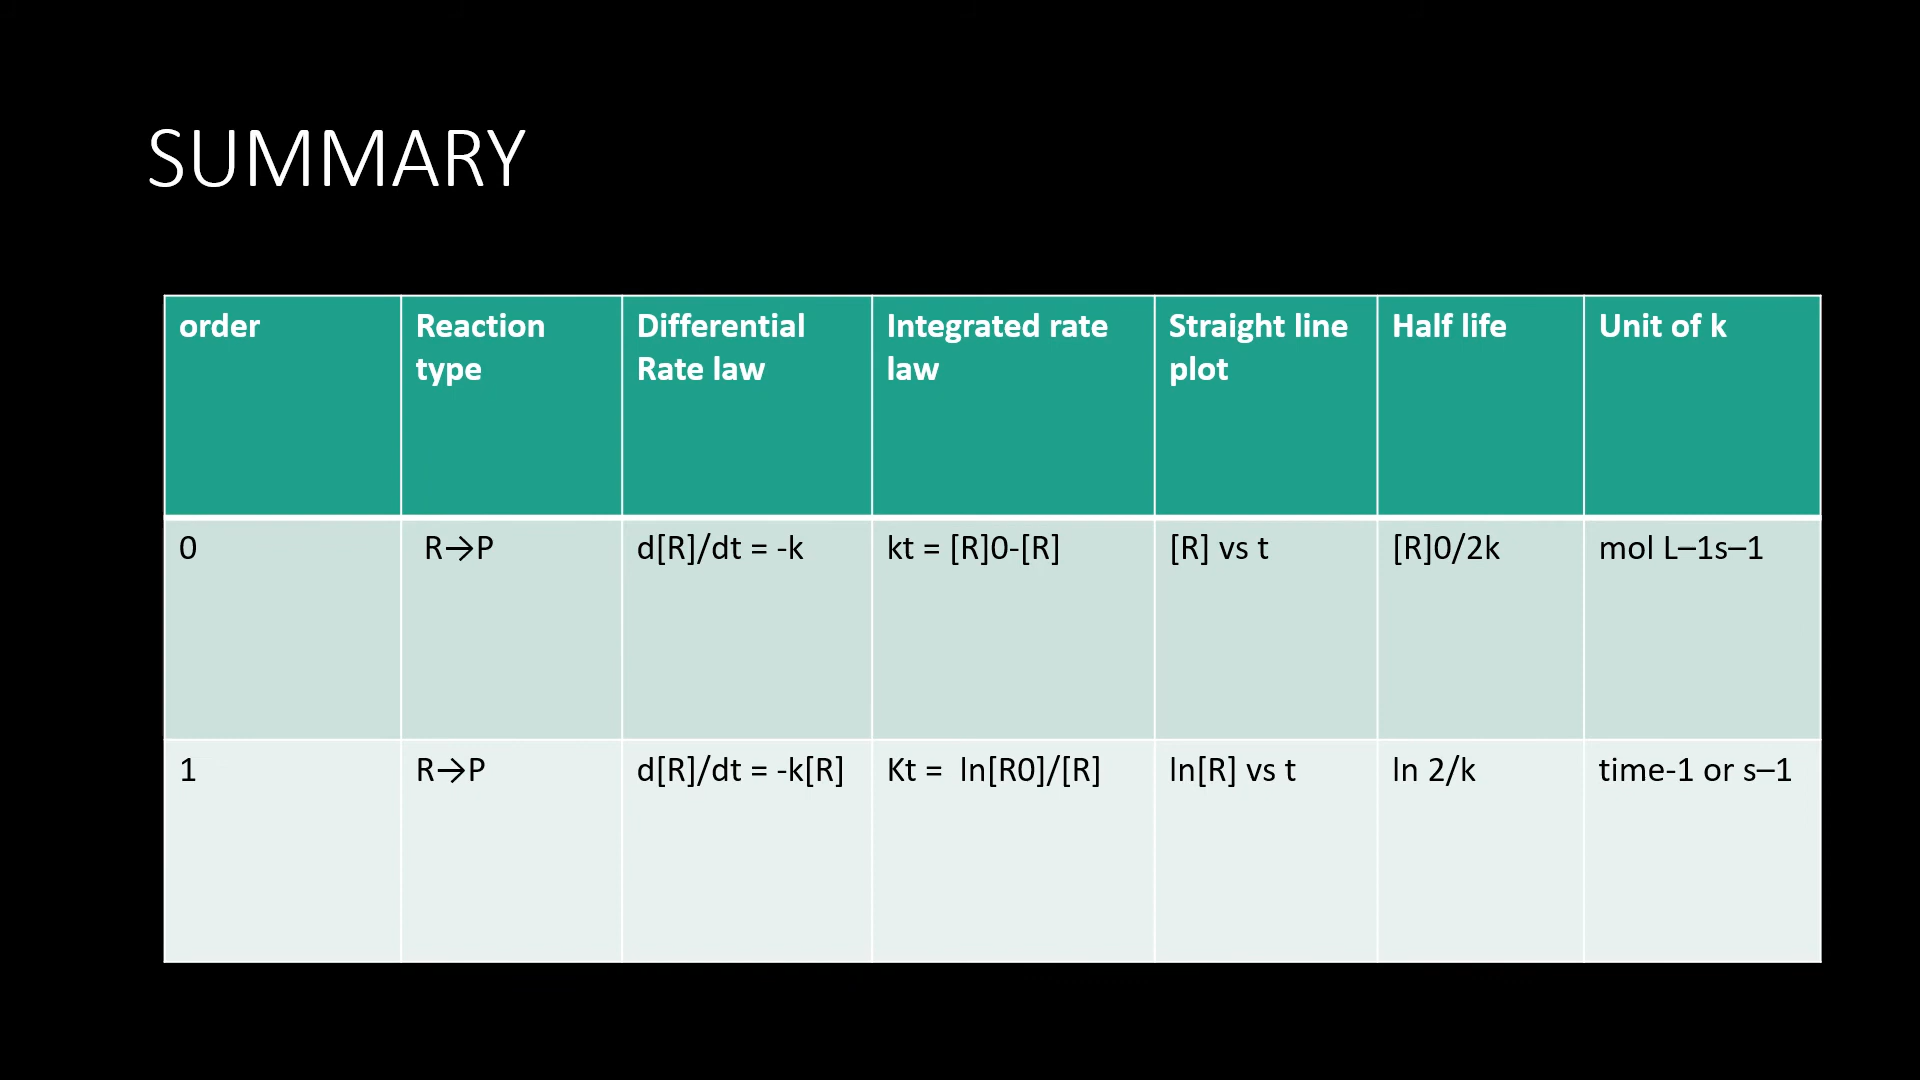 SUMMARY
order
Reaction
type
Differential
Rate law
Integrated rate
law
Straight line
plot
Half life
Unit of k
0
R→P
d[R]/dt = -k
kt = [R]0-[R]
[R] vs t
[R]0/2k
mol L–1s–1
1
R→P
d[R]/dt = -k[R]
Kt =  ln[R0]/[R]
ln[R] vs t
ln 2/k
time-1 or s–1